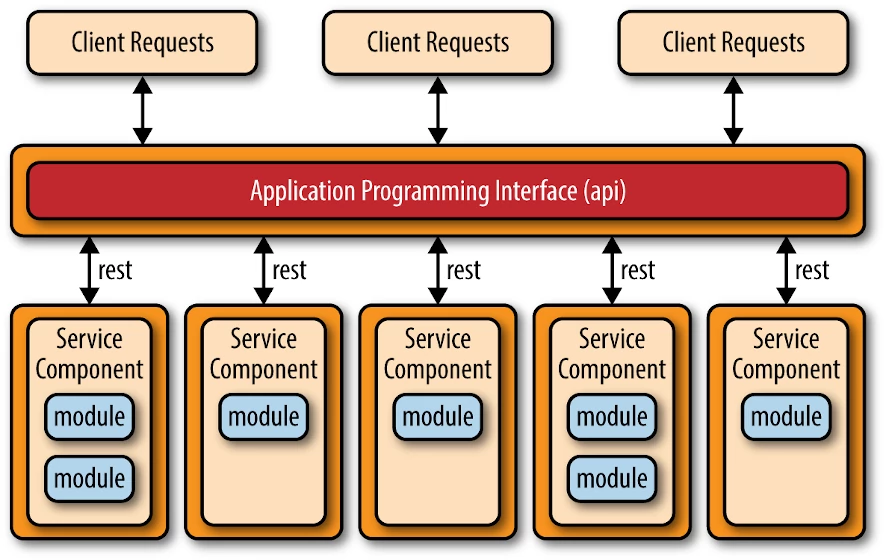 Client Requests
Client Requests
Client Requests
Application Programming Interface (api)
rest
rest
rest
rest
rest
Service
Component
module
module
Service
Component
module
Service
Component
module
Service
Component
module
module
Service
Component
module